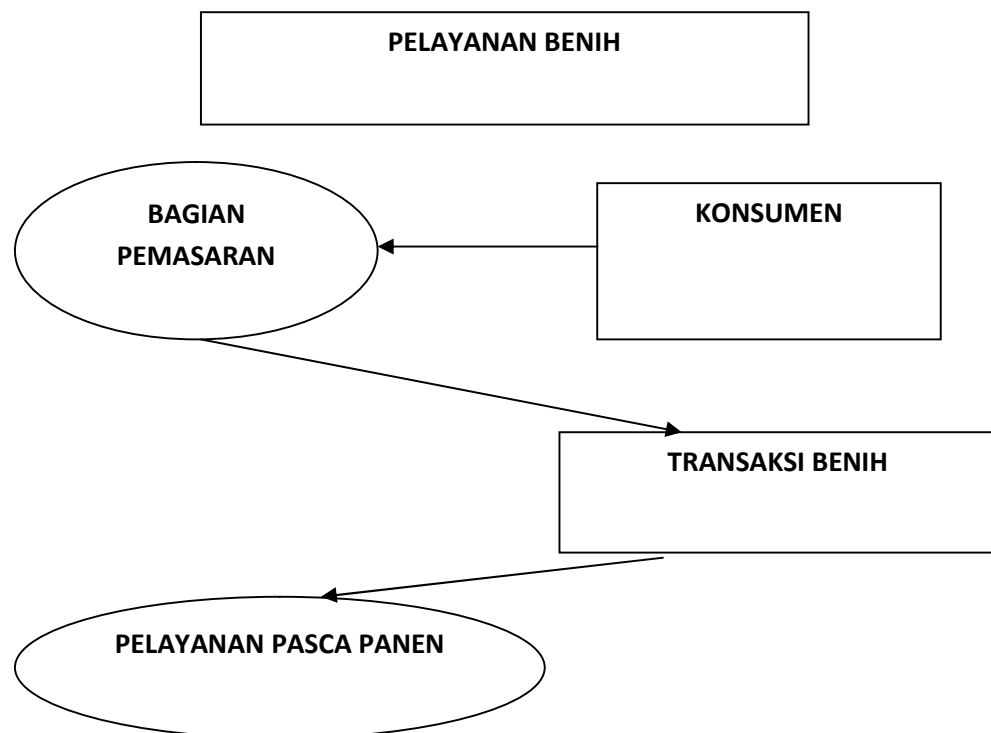 PELAYANAN BENIH
BAGIAN
PEMASARAN
KONSUMEN
TRANSAKSI BENIH
PELAYANAN PASCA PANEN